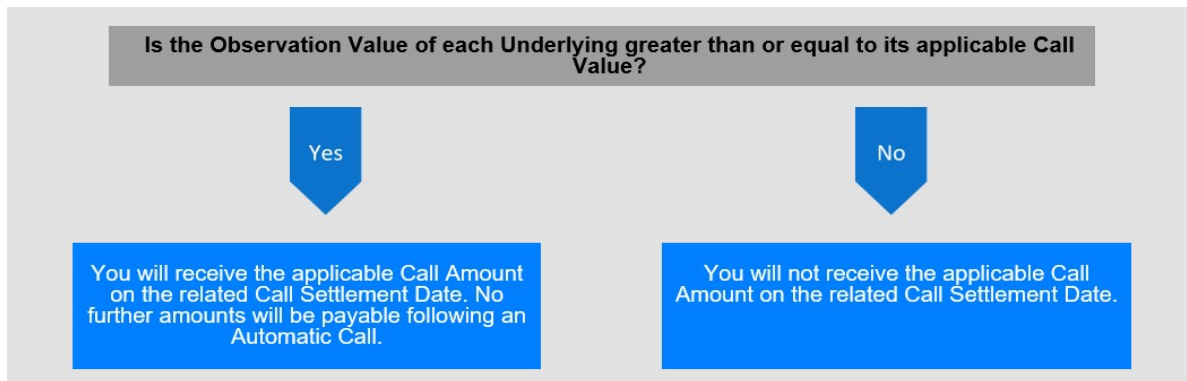 Is the Observation Value of each Underlying greater than or equal to its applicable Call
Value?
Yes
No
You will receive the applicable Call Amount
on the related Call Settlement Date. No
further amounts will be payable following an
Automatic Call.
You will not receive the applicable Call
Amount on the related Call Settlement Date.